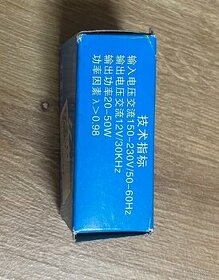 技术指标
输入电压交流150-230V/50-60Hz
输出电压交流12V/30KHz
输出功率20-50W
功率因素 λ>0.98